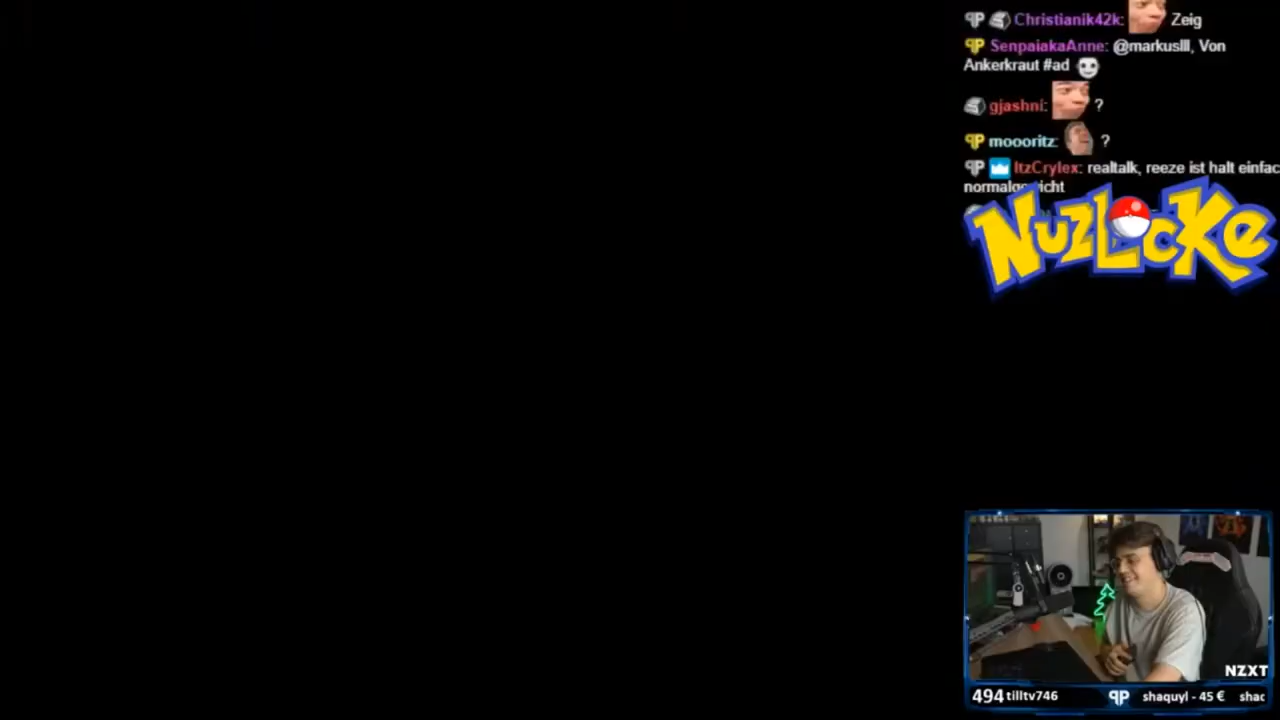 Christianik42k: Zeig
SenpaiakaAnne: @markuslll, Von
Ankerkraut #ad
gjashni: ?
moooritz: ?
ItzCrylex: realtalk, reeze ist halt einfac
NUZLOCKE
NZXT
494 tilltv746
shaquyl - 45 €
shac